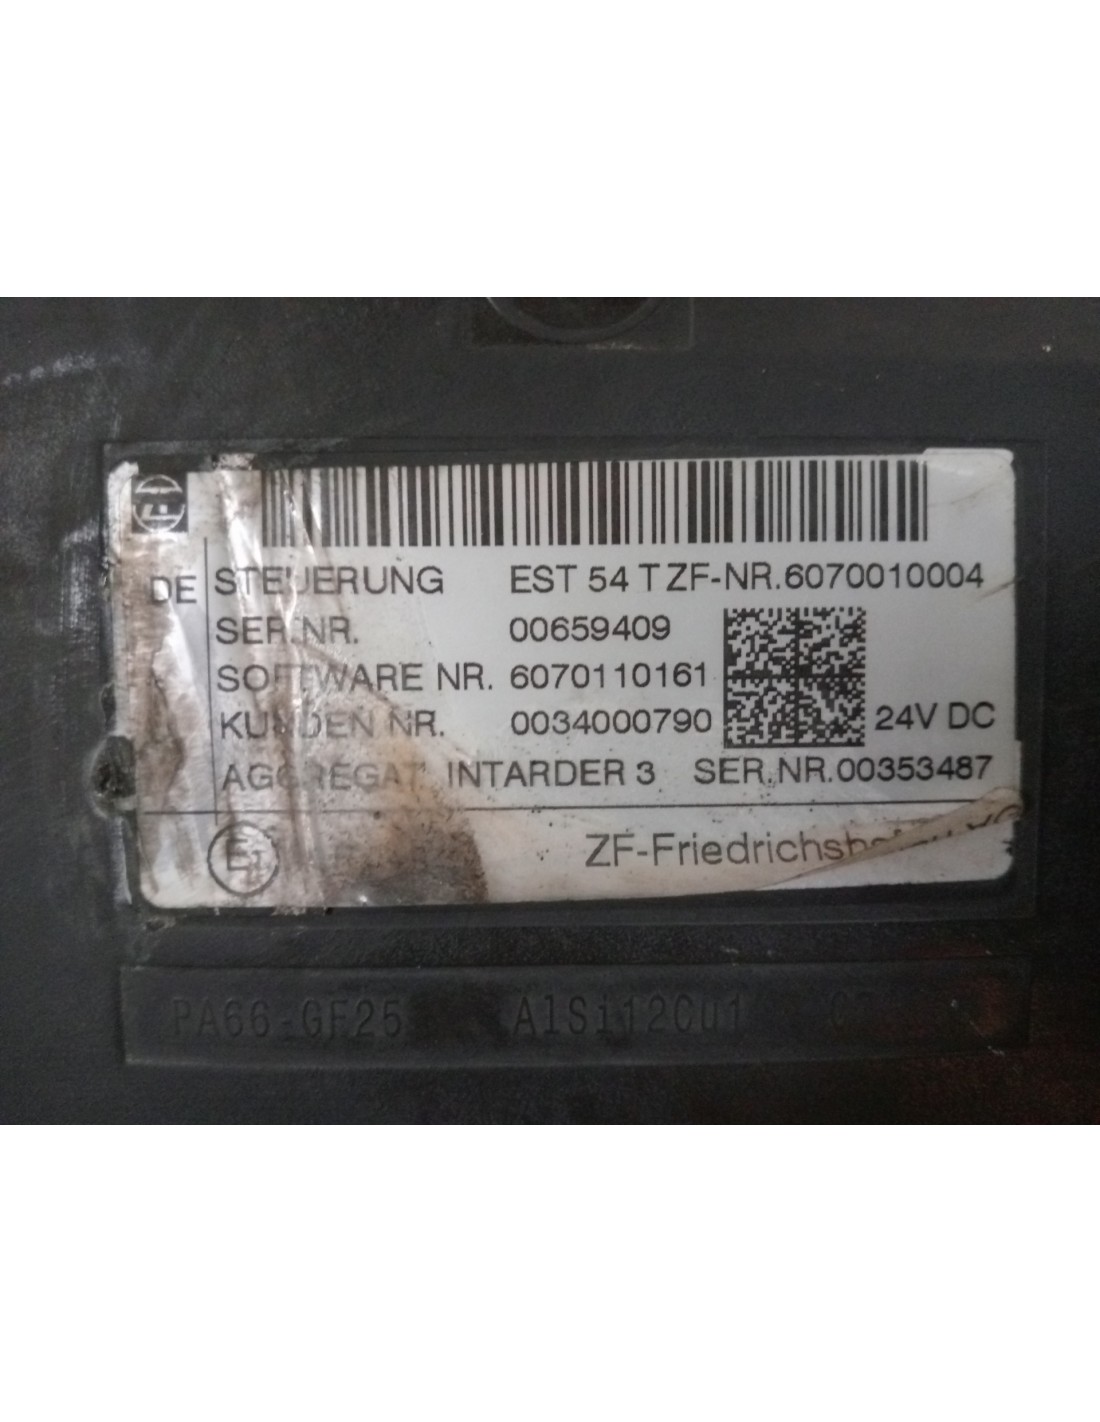 DE STEUERUNG EST 54 T ZF-NR.6070010004
SER.NR. 00659409
SOFTWARE NR. 6070110161
KUNDEN NR. 0034000790 24V DC
AGGREGAT INTARDER 3 SER.NR.00353487
ZF-Friedrichshafen AG
PA66-GF25 AlSi12Cu1